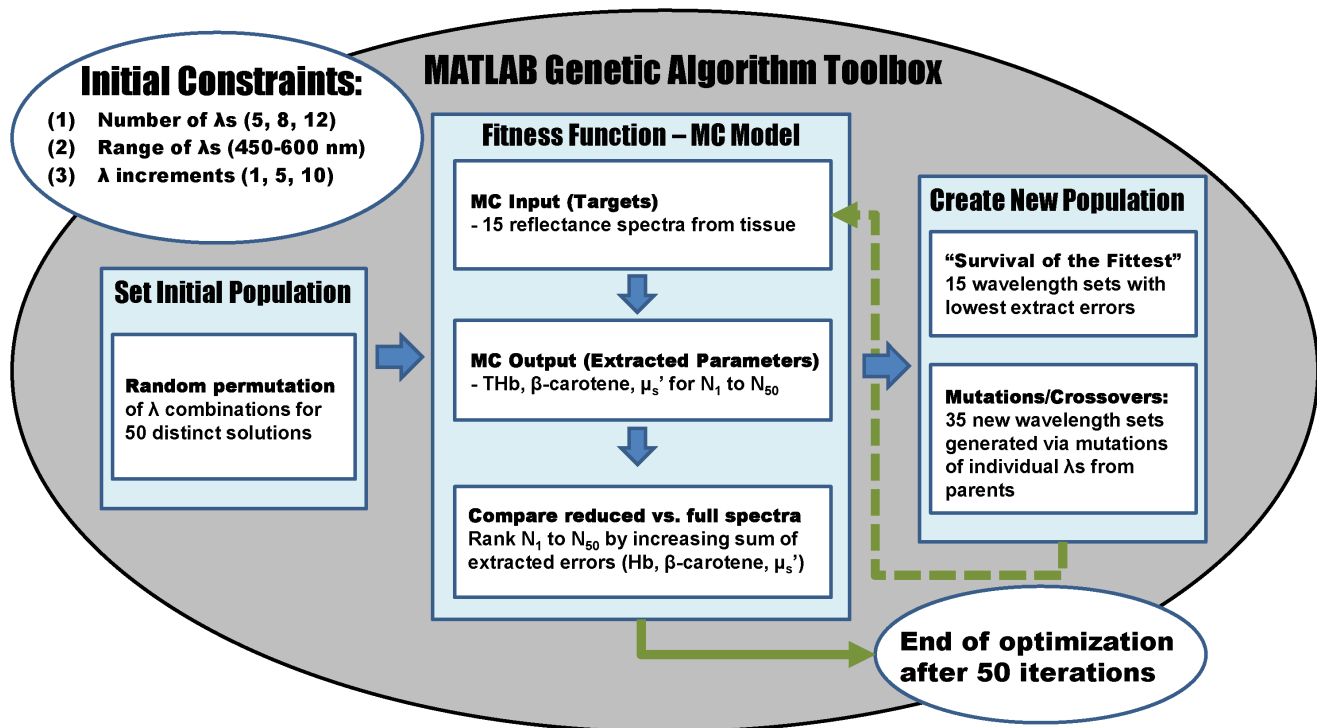 MATLAB Genetic Algorithm Toolbox
Initial Constraints:
(1) Number of λs (5, 8, 12)
(2) Range of λs (450-600 nm)
(3) λ increments (1, 5, 10)
Set Initial Population
Random permutation
of λ combinations for
50 distinct solutions
Fitness Function – MC Model
MC Input (Targets)
- 15 reflectance spectra from tissue
MC Output (Extracted Parameters)
- THb, β-carotene, μₛ’ for N₁ to N₅₀
Compare reduced vs. full spectra
Rank N₁ to N₅₀ by increasing sum of
extracted errors (Hb, β-carotene, μₛ’)
Create New Population
“Survival of the Fittest”
15 wavelength sets with
lowest extract errors
Mutations/Crossovers:
35 new wavelength sets
generated via mutations
of individual λs from
parents
End of optimization
after 50 iterations